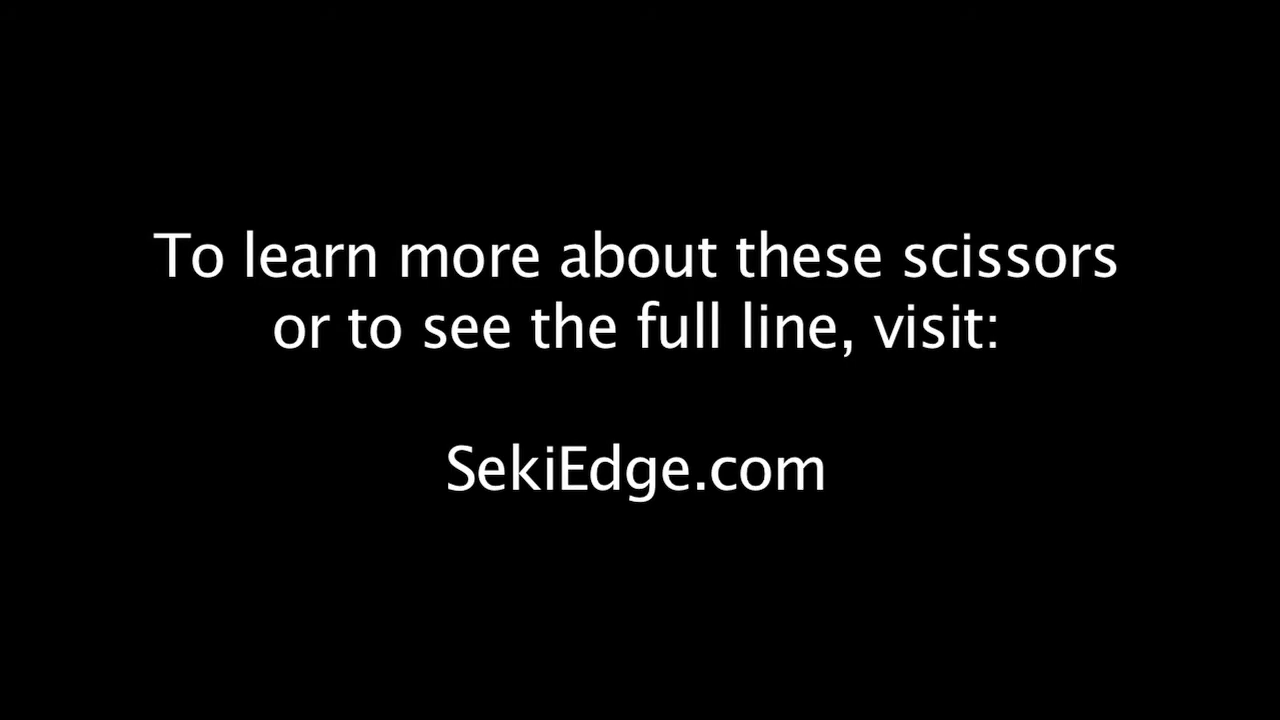 To learn more about these scissors
or to see the full line, visit:
SekiEdge.com